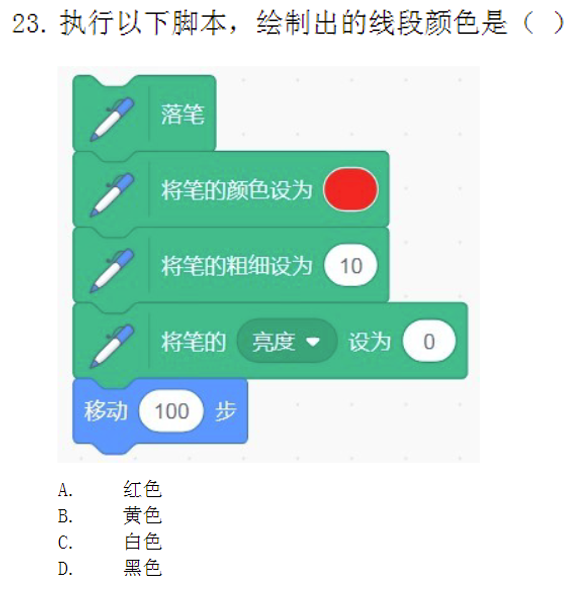 23. 执行以下脚本，绘制出的线段颜色是（ ）
落笔
将笔的颜色设为
将笔的粗细设为 10
将笔的 亮度 设为 0
移动 100 步
A. 红色
B. 黄色
C. 白色
D. 黑色